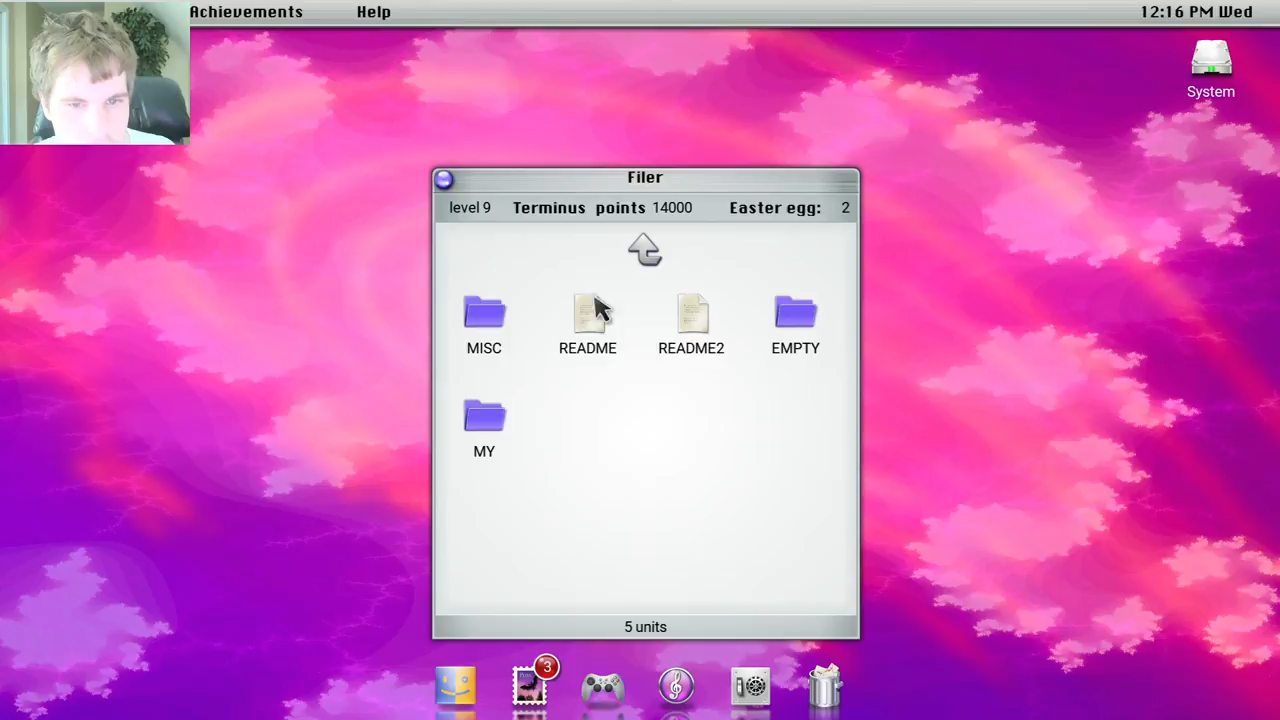 Achievements Help 12:16 PM Wed
System
Filer
level 9 Terminus points 14000 Easter egg: 2
MISC README README2 EMPTY
MY
5 units
3